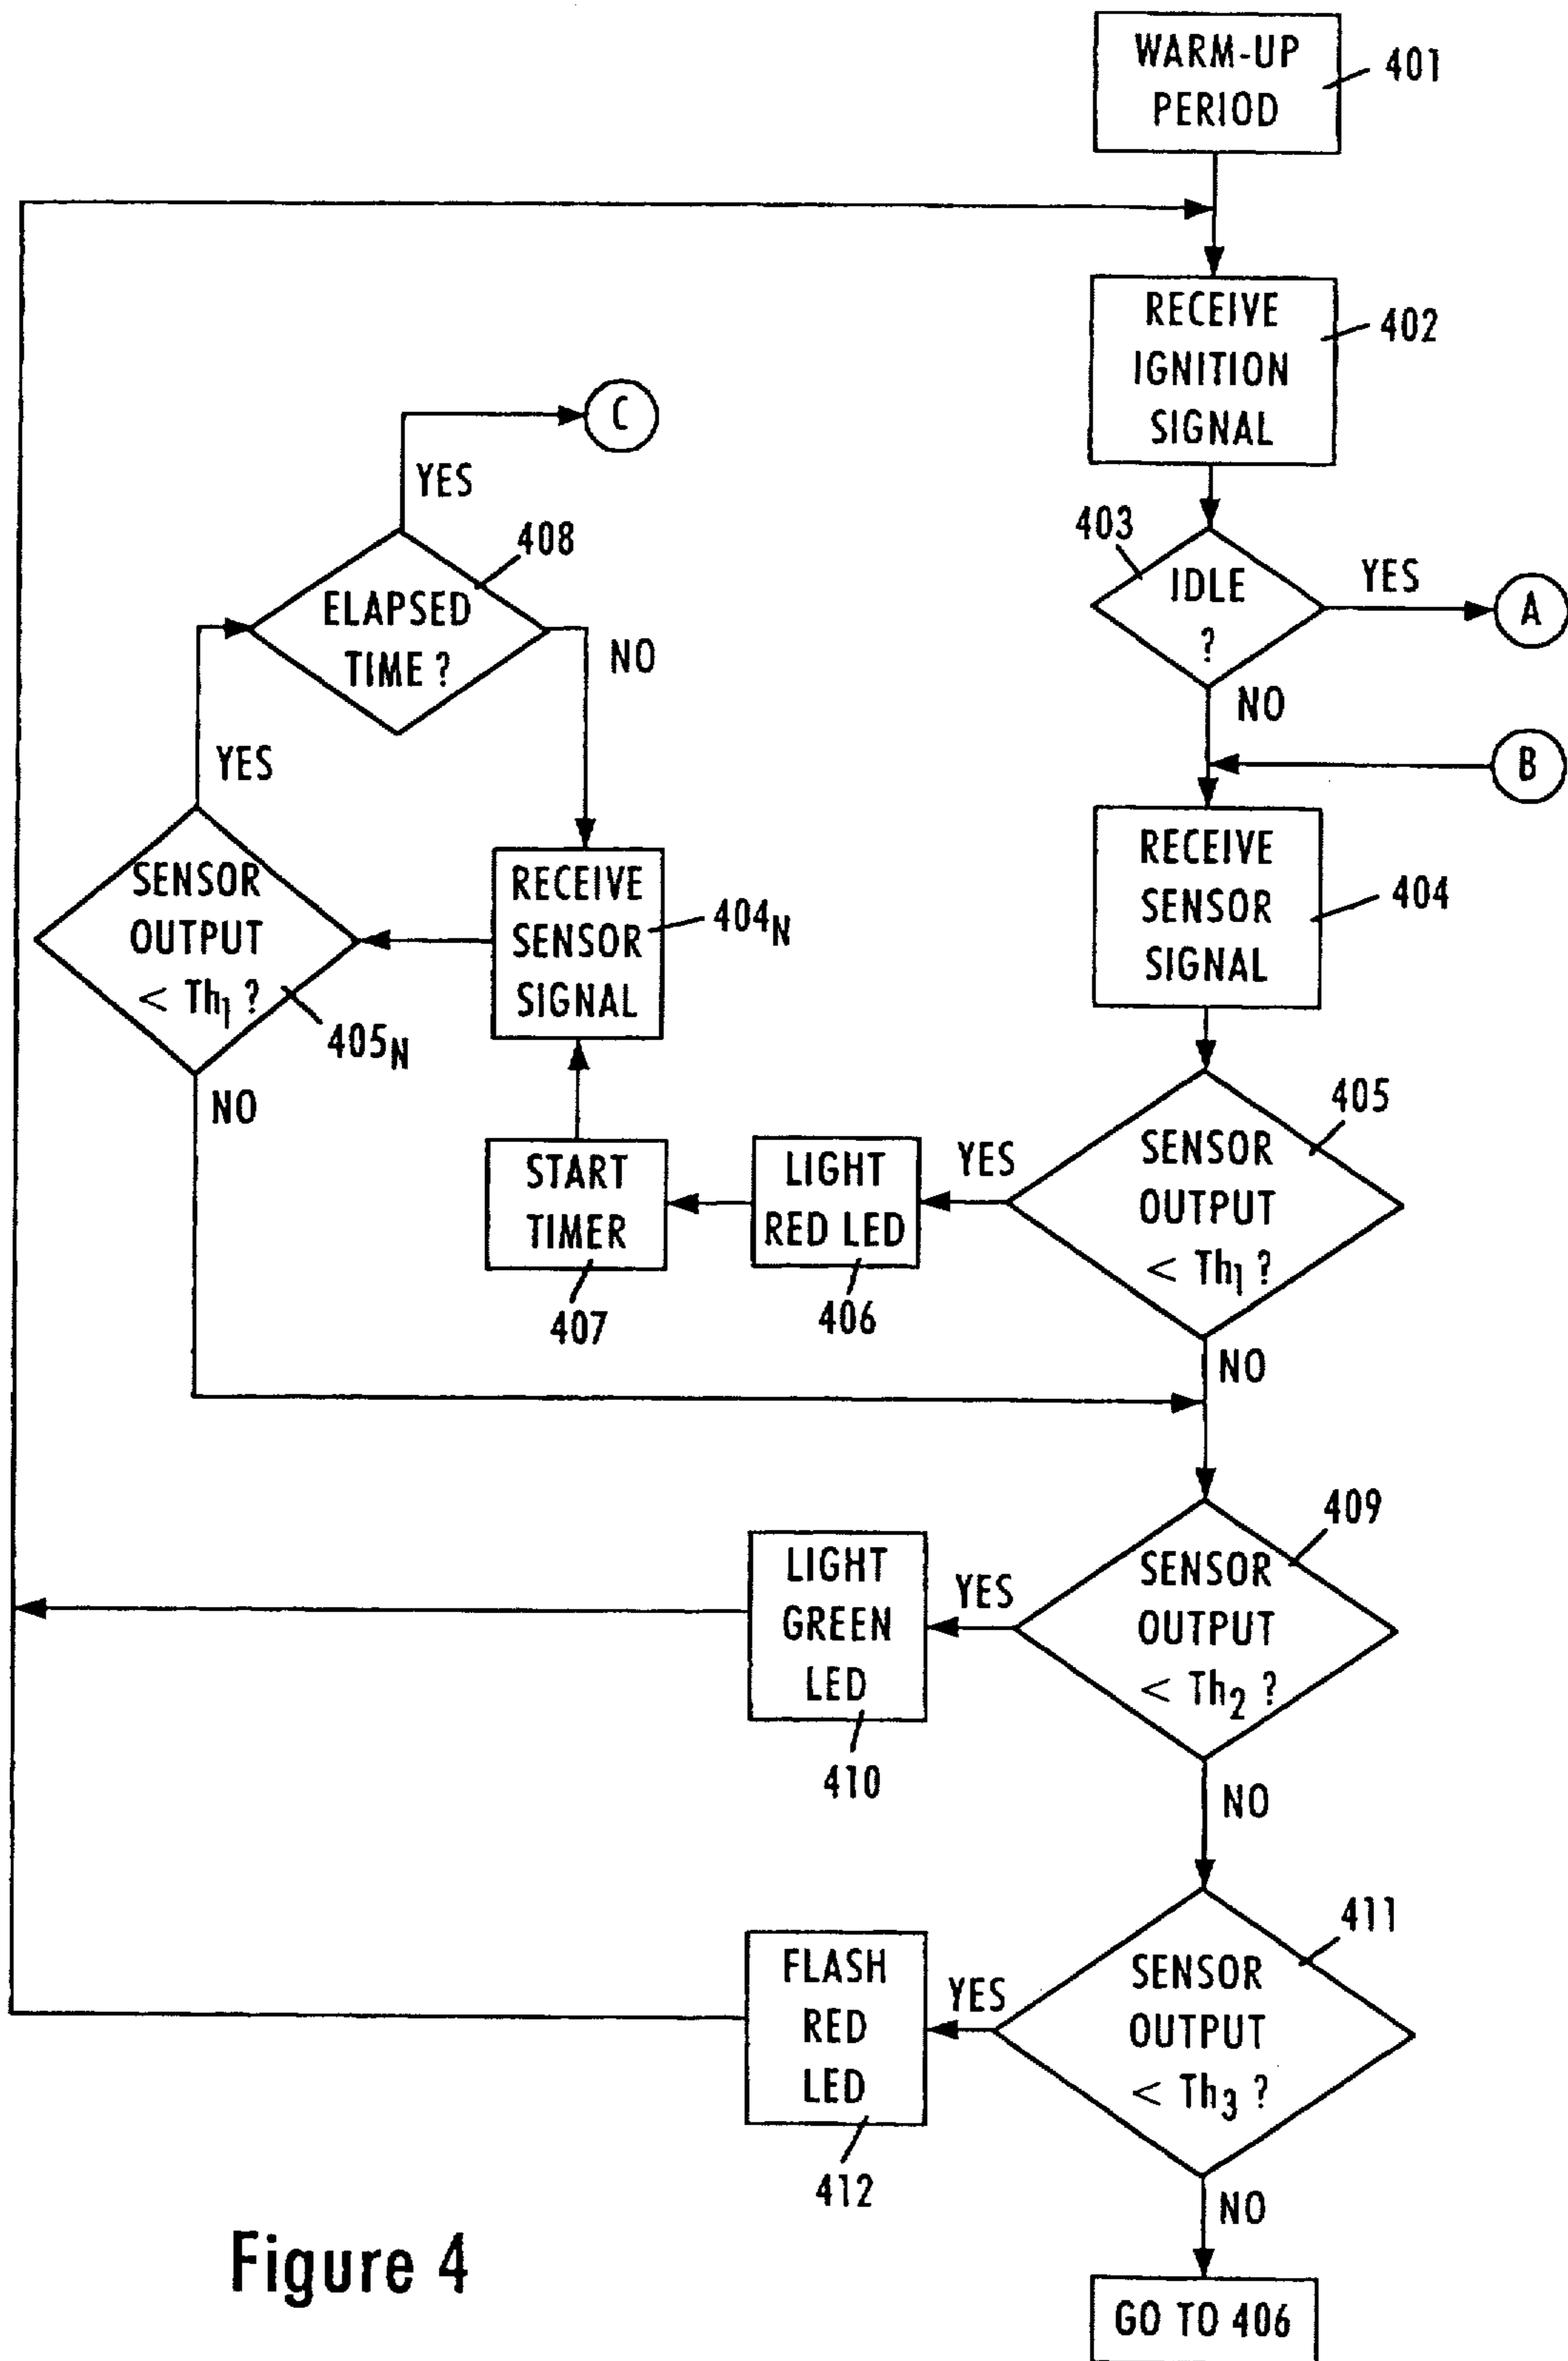 WARM-UP
PERIOD
401
RECEIVE
IGNITION
SIGNAL
402
C
YES
403
IDLE
?
YES
A
408
ELAPSED
TIME ?
NO
NO
B
YES
SENSOR
OUTPUT
< Th1 ?
405N
NO
RECEIVE
SENSOR
SIGNAL
404N
RECEIVE
SENSOR
SIGNAL
404
START
TIMER
407
LIGHT
RED LED
406
YES
SENSOR
OUTPUT
< Th1 ?
405
NO
LIGHT
GREEN
LED
410
YES
SENSOR
OUTPUT
< Th2 ?
409
NO
FLASH
RED
LED
412
YES
SENSOR
OUTPUT
< Th3 ?
411
NO
GO TO 406
Figure 4